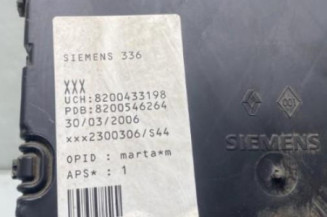 SIEMENS 336
XXX
UCH:8200433198
PDB:8200546264
30/03/2006
xxx2300306/S44
OPID : marta*m
APS* : 1
SIEMENS